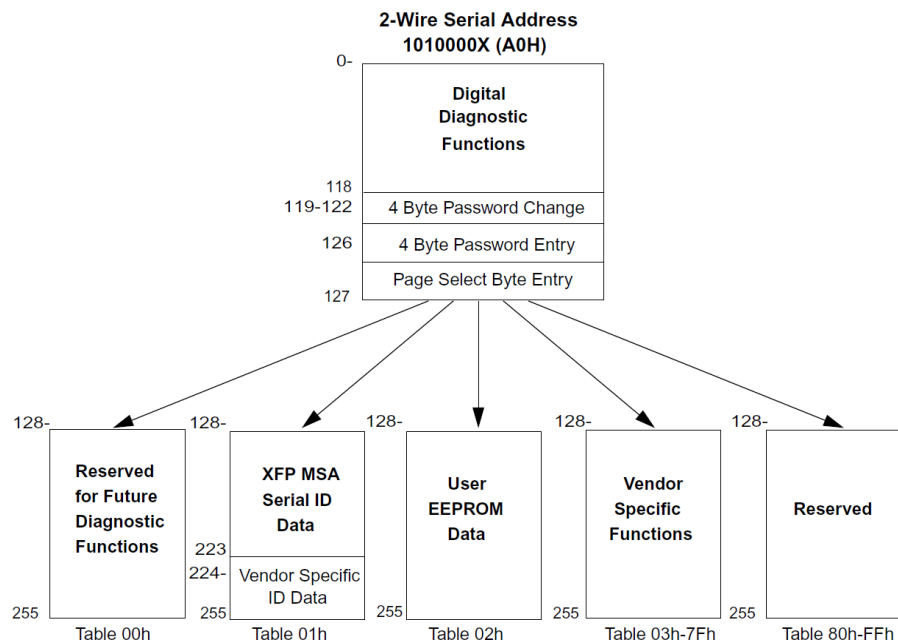 2-Wire Serial Address
1010000X (A0H)
0-
Digital
Diagnostic
Functions
118
119-122
4 Byte Password Change
126
4 Byte Password Entry
Page Select Byte Entry
127
128-
Reserved
for Future
Diagnostic
Functions
255
Table 00h
128-
XFP MSA
Serial ID
Data
223
224-
Vendor Specific
ID Data
255
Table 01h
128-
User
EEPROM
Data
255
Table 02h
128-
Vendor
Specific
Functions
255
Table 03h-7Fh
128-
Reserved
255
Table 80h-FFh